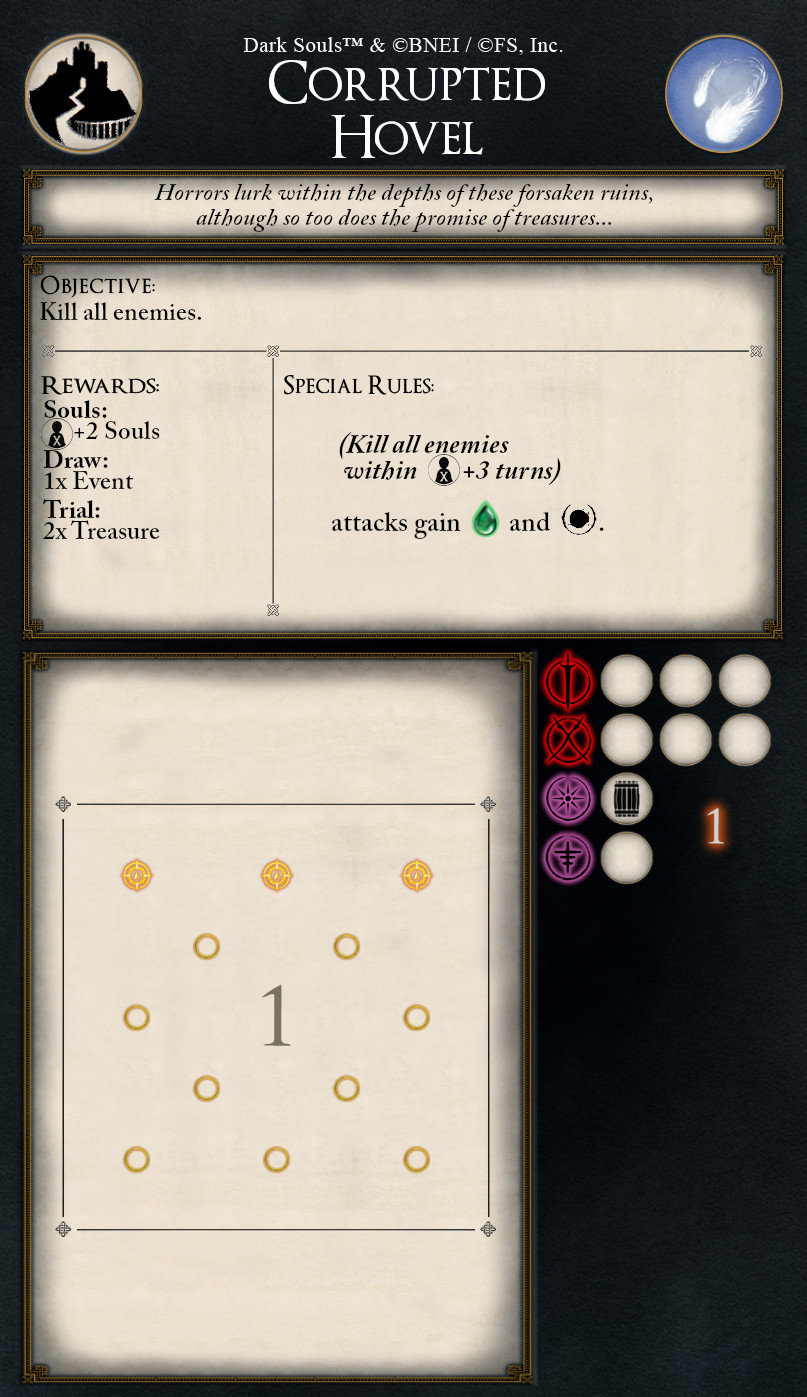 Dark Souls™ & ©BNEI / ©FS, Inc.
Corrupted
Hovel
Horrors lurk within the depths of these forsaken ruins,
although so too does the promise of treasures...
Objective:
Kill all enemies.
Rewards:
Souls:
X +2 Souls
Draw:
1x Event
Trial:
2x Treasure
Special Rules:
(Kill all enemies
within X +3 turns)
attacks gain and .
1
1